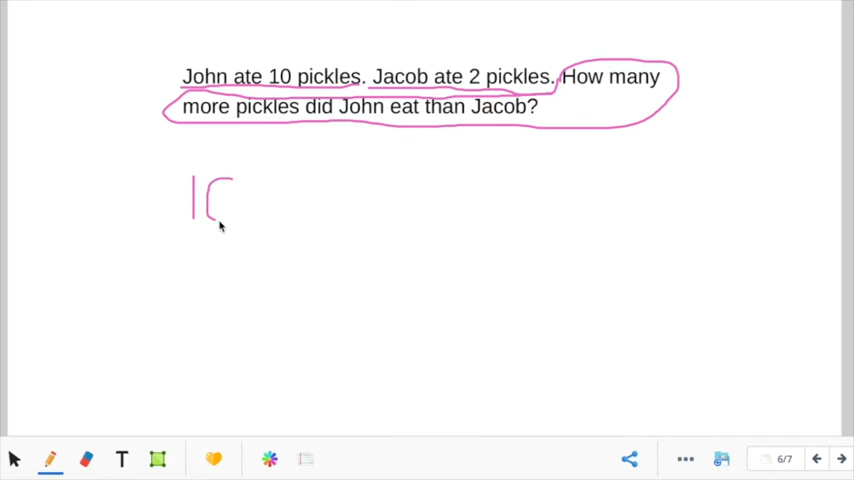 John ate 10 pickles. Jacob ate 2 pickles. How many
more pickles did John eat than Jacob?
T
6/7